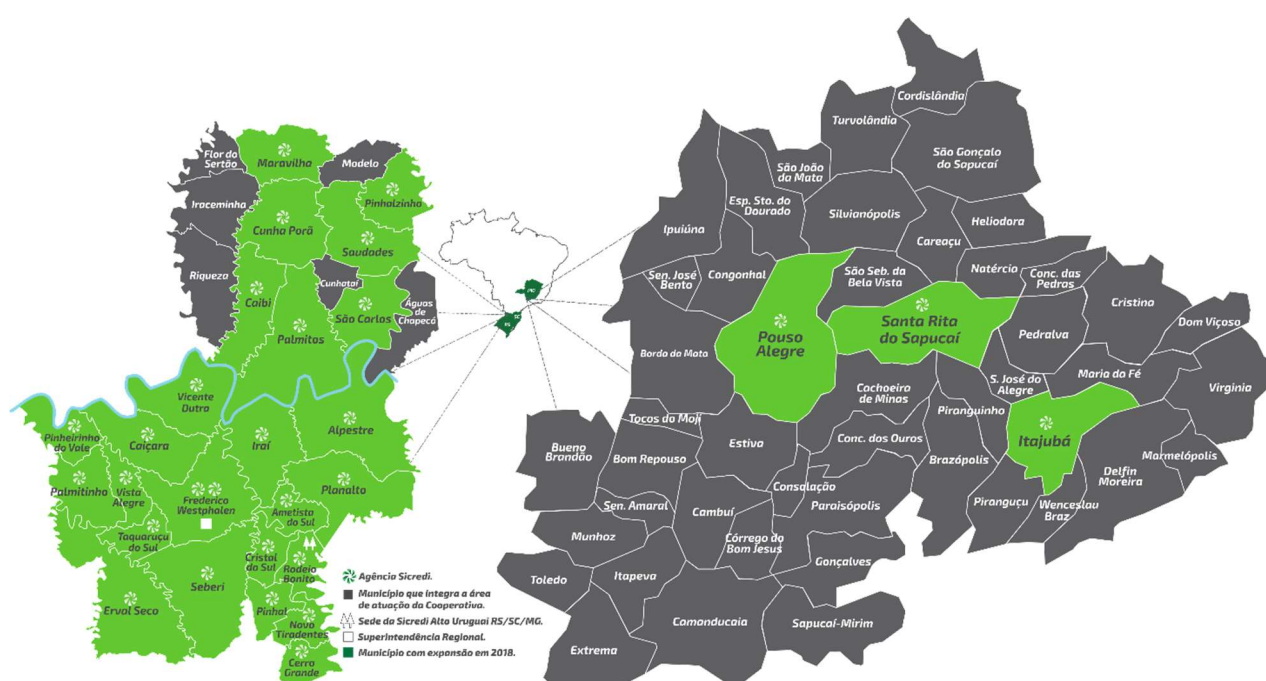 Flor do
Sertão
Maravilha
Modelo
Iraceminha
Pinhalzinho
Cunha Porã
Saudades
Riqueza
Cunhataí
Caibi
São Carlos
Águas
de
Chapecó
Palmitos
Vicente
Dutra
Pinheirinho
do Vale
Caiçara
Iraí
Alpestre
Palmitinho
Vista
Alegre
Frederico
Westphalen
Planalto
Ametista
do Sul
Taquaruçu
do Sul
Cristal
do Sul
Rodeio
Bonito
Seberi
Erval Seco
Pinhal
Novo
Tiradentes
Cerro
Grande
Agência Sicredi.
Município que integra a área
de atuação da Cooperativa.
Sede da Sicredi Alto Uruguai RS/SC/MG.
Superintendência Regional.
Município com expansão em 2018.
MG
SC
RS
Cordislândia
Turvolândia
São Gonçalo
do Sapucaí
São João
da Mata
Esp. Sto. do
Dourado
Silvianópolis
Heliodora
Ipuiúna
Careaçu
Sen. José
Bento
Congonhal
São Seb. da
Bela Vista
Natércia
Conc. das
Pedras
Cristina
Dom Viçoso
Pouso
Alegre
Santa Rita
do Sapucaí
Pedralva
Borda da Mata
Maria da Fé
Virginia
S. José do
Alegre
Cachoeira
de Minas
Piranguinho
Tocos do Moji
Itajubá
Bueno
Brandão
Estiva
Conc. dos Ouros
Bom Repouso
Brazópolis
Marmelópolis
Delfin
Moreira
Consolação
Paraisópolis
Piranguçu
Wenceslau
Braz
Sen. Amaral
Cambuí
Munhoz
Córrego do
Bom Jesus
Gonçalves
Toledo
Itapeva
Camanducaia
Sapucaí-Mirim
Extrema